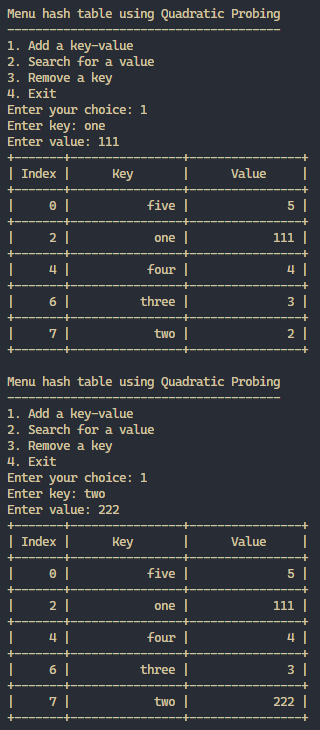 Menu hash table using Quadratic Probing
---------------------------------------
1. Add a key-value
2. Search for a value
3. Remove a key
4. Exit
Enter your choice: 1
Enter key: one
Enter value: 111
+-------+----------------+----------------+
| Index |      Key       |      Value     |
+-------+----------------+----------------+
|     0 |           five |              5 |
+-------+----------------+----------------+
|     2 |            one |            111 |
+-------+----------------+----------------+
|     4 |           four |              4 |
+-------+----------------+----------------+
|     6 |          three |              3 |
+-------+----------------+----------------+
|     7 |            two |              2 |
+-------+----------------+----------------+

Menu hash table using Quadratic Probing
---------------------------------------
1. Add a key-value
2. Search for a value
3. Remove a key
4. Exit
Enter your choice: 1
Enter key: two
Enter value: 222
+-------+----------------+----------------+
| Index |      Key       |      Value     |
+-------+----------------+----------------+
|     0 |           five |              5 |
+-------+----------------+----------------+
|     2 |            one |            111 |
+-------+----------------+----------------+
|     4 |           four |              4 |
+-------+----------------+----------------+
|     6 |          three |              3 |
+-------+----------------+----------------+
|     7 |            two |            222 |
+-------+----------------+----------------+